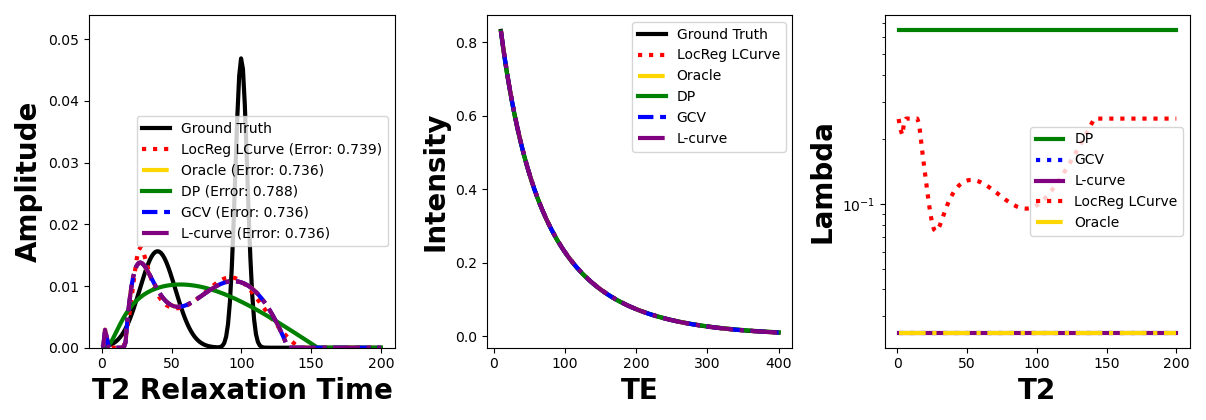 Amplitude
0.05
0.04
0.03
0.02
0.01
0.00
Ground Truth
LocReg LCurve (Error: 0.739)
Oracle (Error: 0.736)
DP (Error: 0.788)
GCV (Error: 0.736)
L-curve (Error: 0.736)
0 50 100 150 200
T2 Relaxation Time
Intensity
0.8
0.6
0.4
0.2
0.0
Ground Truth
LocReg LCurve
Oracle
DP
GCV
L-curve
0 100 200 300 400
TE
Lambda
10⁻¹
DP
GCV
L-curve
LocReg LCurve
Oracle
0 50 100 150 200
T2